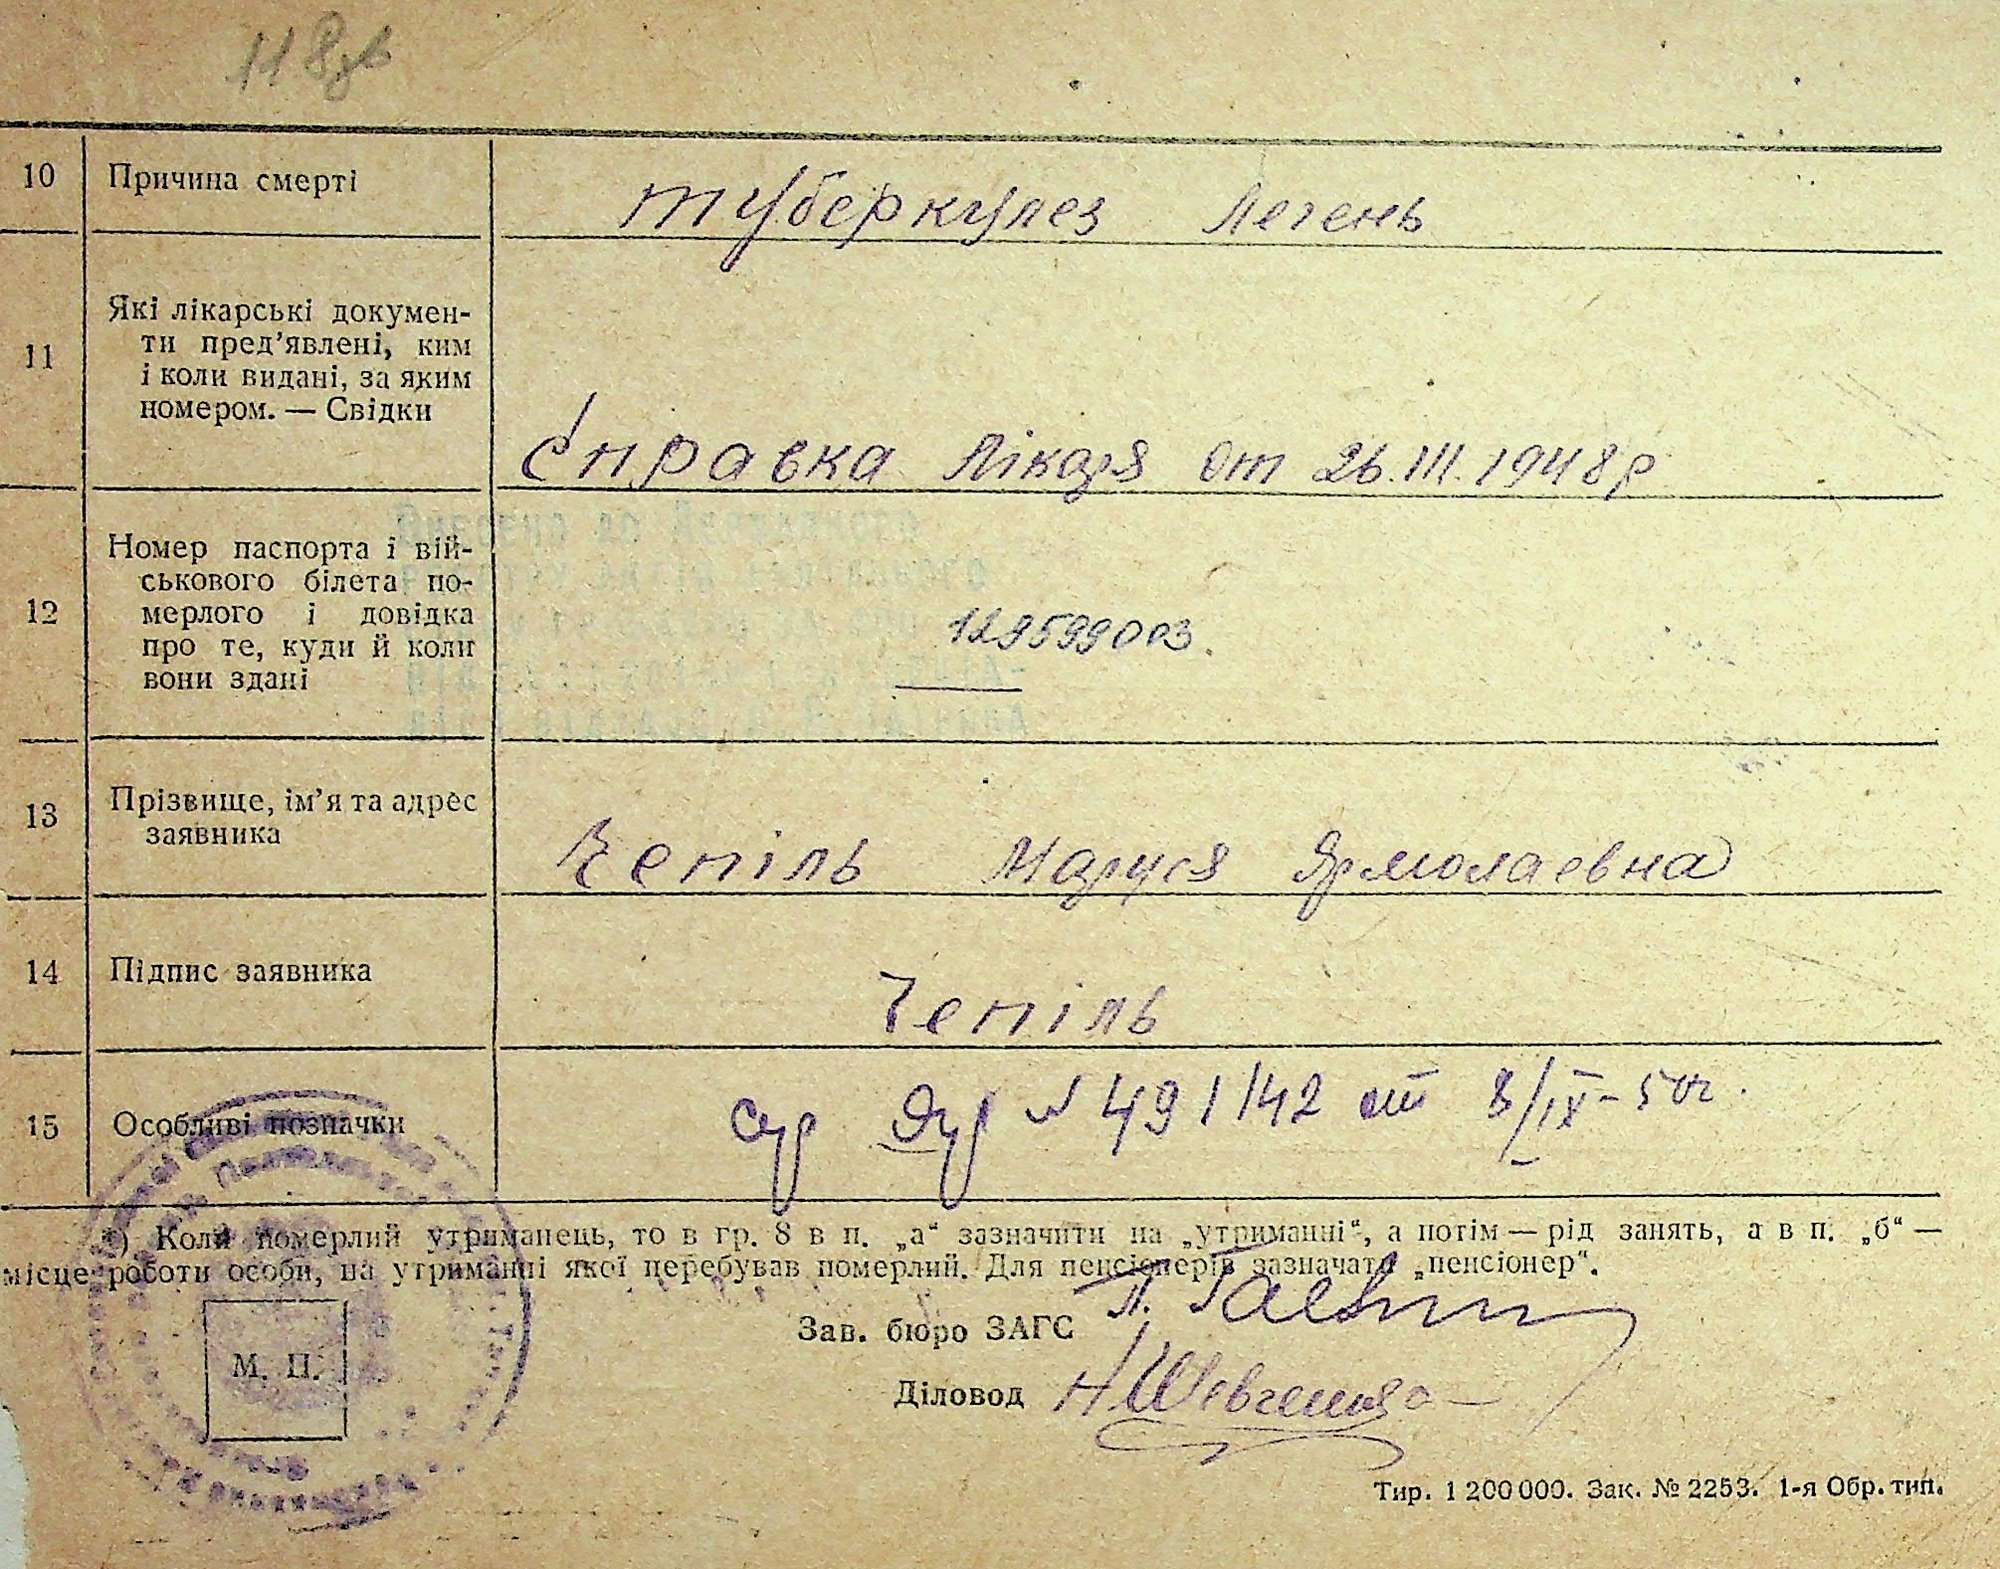 118зв
10 Причина смерті туберкулез Легень
11 Які лікарські докумен-
ти пред’явлені, ким
і коли видані, за яким
номером. — Свідки
Справка Лікаря от 26.III.1948р
12 Номер паспорта і вій-
ськового білета по-
мерлого і довідка
про те, куди й коли
вони здані
129599003.
13 Прізвище, ім’я та адрес
заявника
Чепіль Маруся Ярмолаевна
14 Підпис заявника Чепіль
15 Особливі позначки № 491/42 от 8/IX-50г.
*) Коли померлий утриманець, то в гр. 8 в п. „а“ зазначити на „утриманні“, а потім — рід занять, а в п. „б“ —
місце роботи особи, на утриманні якої перебував померлий. Для пенсіонерів зазначати „пенсіонер“.
Зав. бюро ЗАГС
М. П.
Діловод Н Шевченко
Тир. 1 200 000. Зак. № 2253. 1-я Обр. тип.